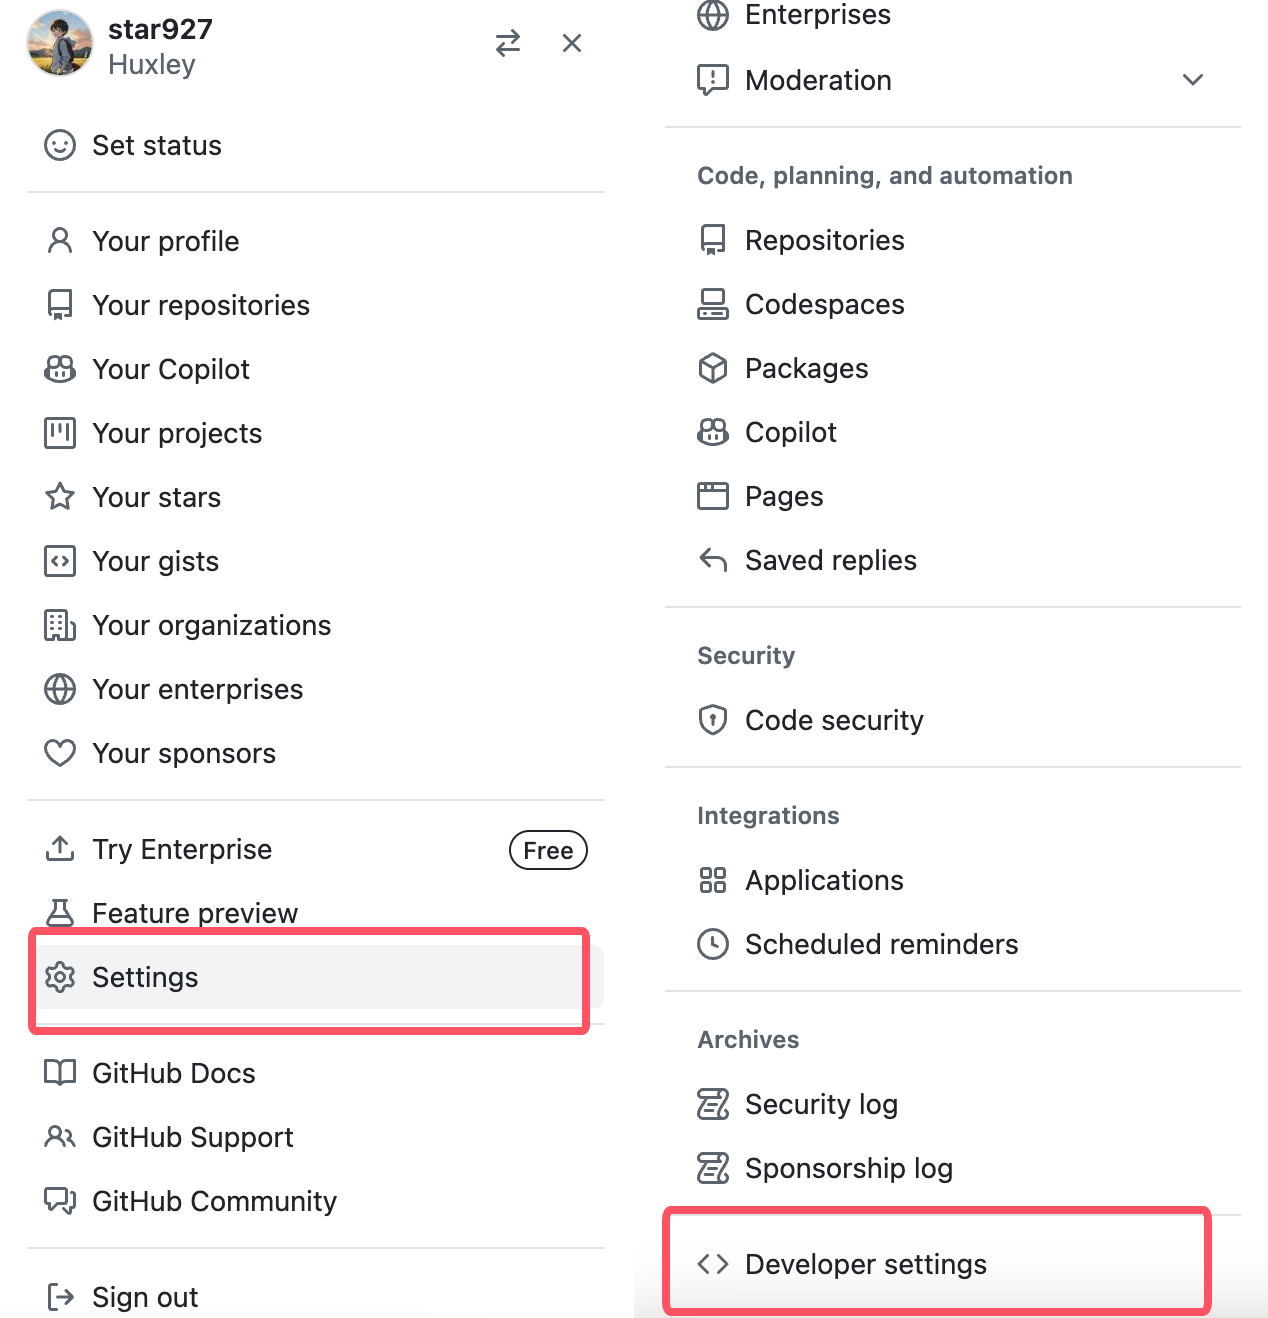 star927
Huxley
Set status
Your profile
Your repositories
Your Copilot
Your projects
Your stars
Your gists
Your organizations
Your enterprises
Your sponsors
Try Enterprise
Free
Feature preview
Settings
GitHub Docs
GitHub Support
GitHub Community
Sign out
Enterprises
Moderation
Code, planning, and automation
Repositories
Codespaces
Packages
Copilot
Pages
Saved replies
Security
Code security
Integrations
Applications
Scheduled reminders
Archives
Security log
Sponsorship log
Developer settings